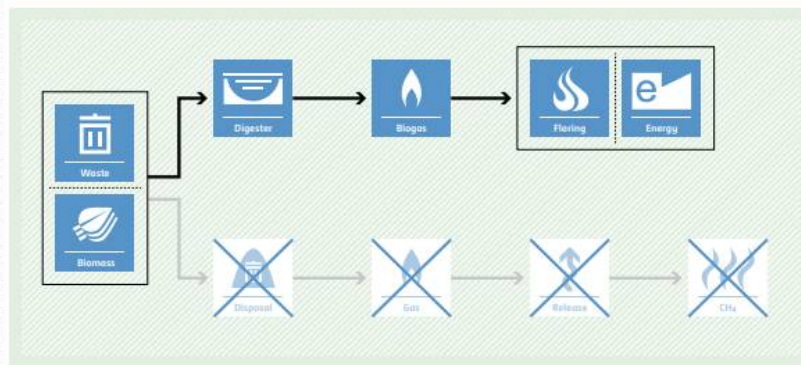 Digester
Biogas
Flaring
Energy
Waste
Biomass
Disposal
Gas
Release
CH₄